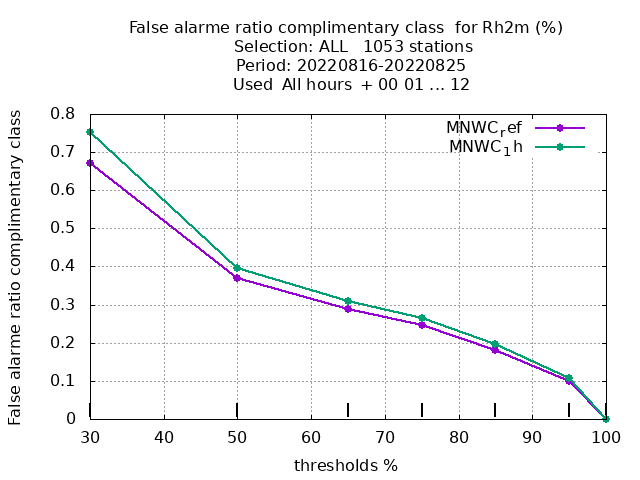 False alarme ratio complimentary class  for Rh2m (%)
Selection: ALL   1053 stations
Period: 20220816-20220825
Used  All hours  + 00 01 ... 12
False alarme ratio complimentary class
MNWC_ref
MNWC_1h
0.8
0.7
0.6
0.5
0.4
0.3
0.2
0.1
0
30 40 50 60 70 80 90 100
thresholds %